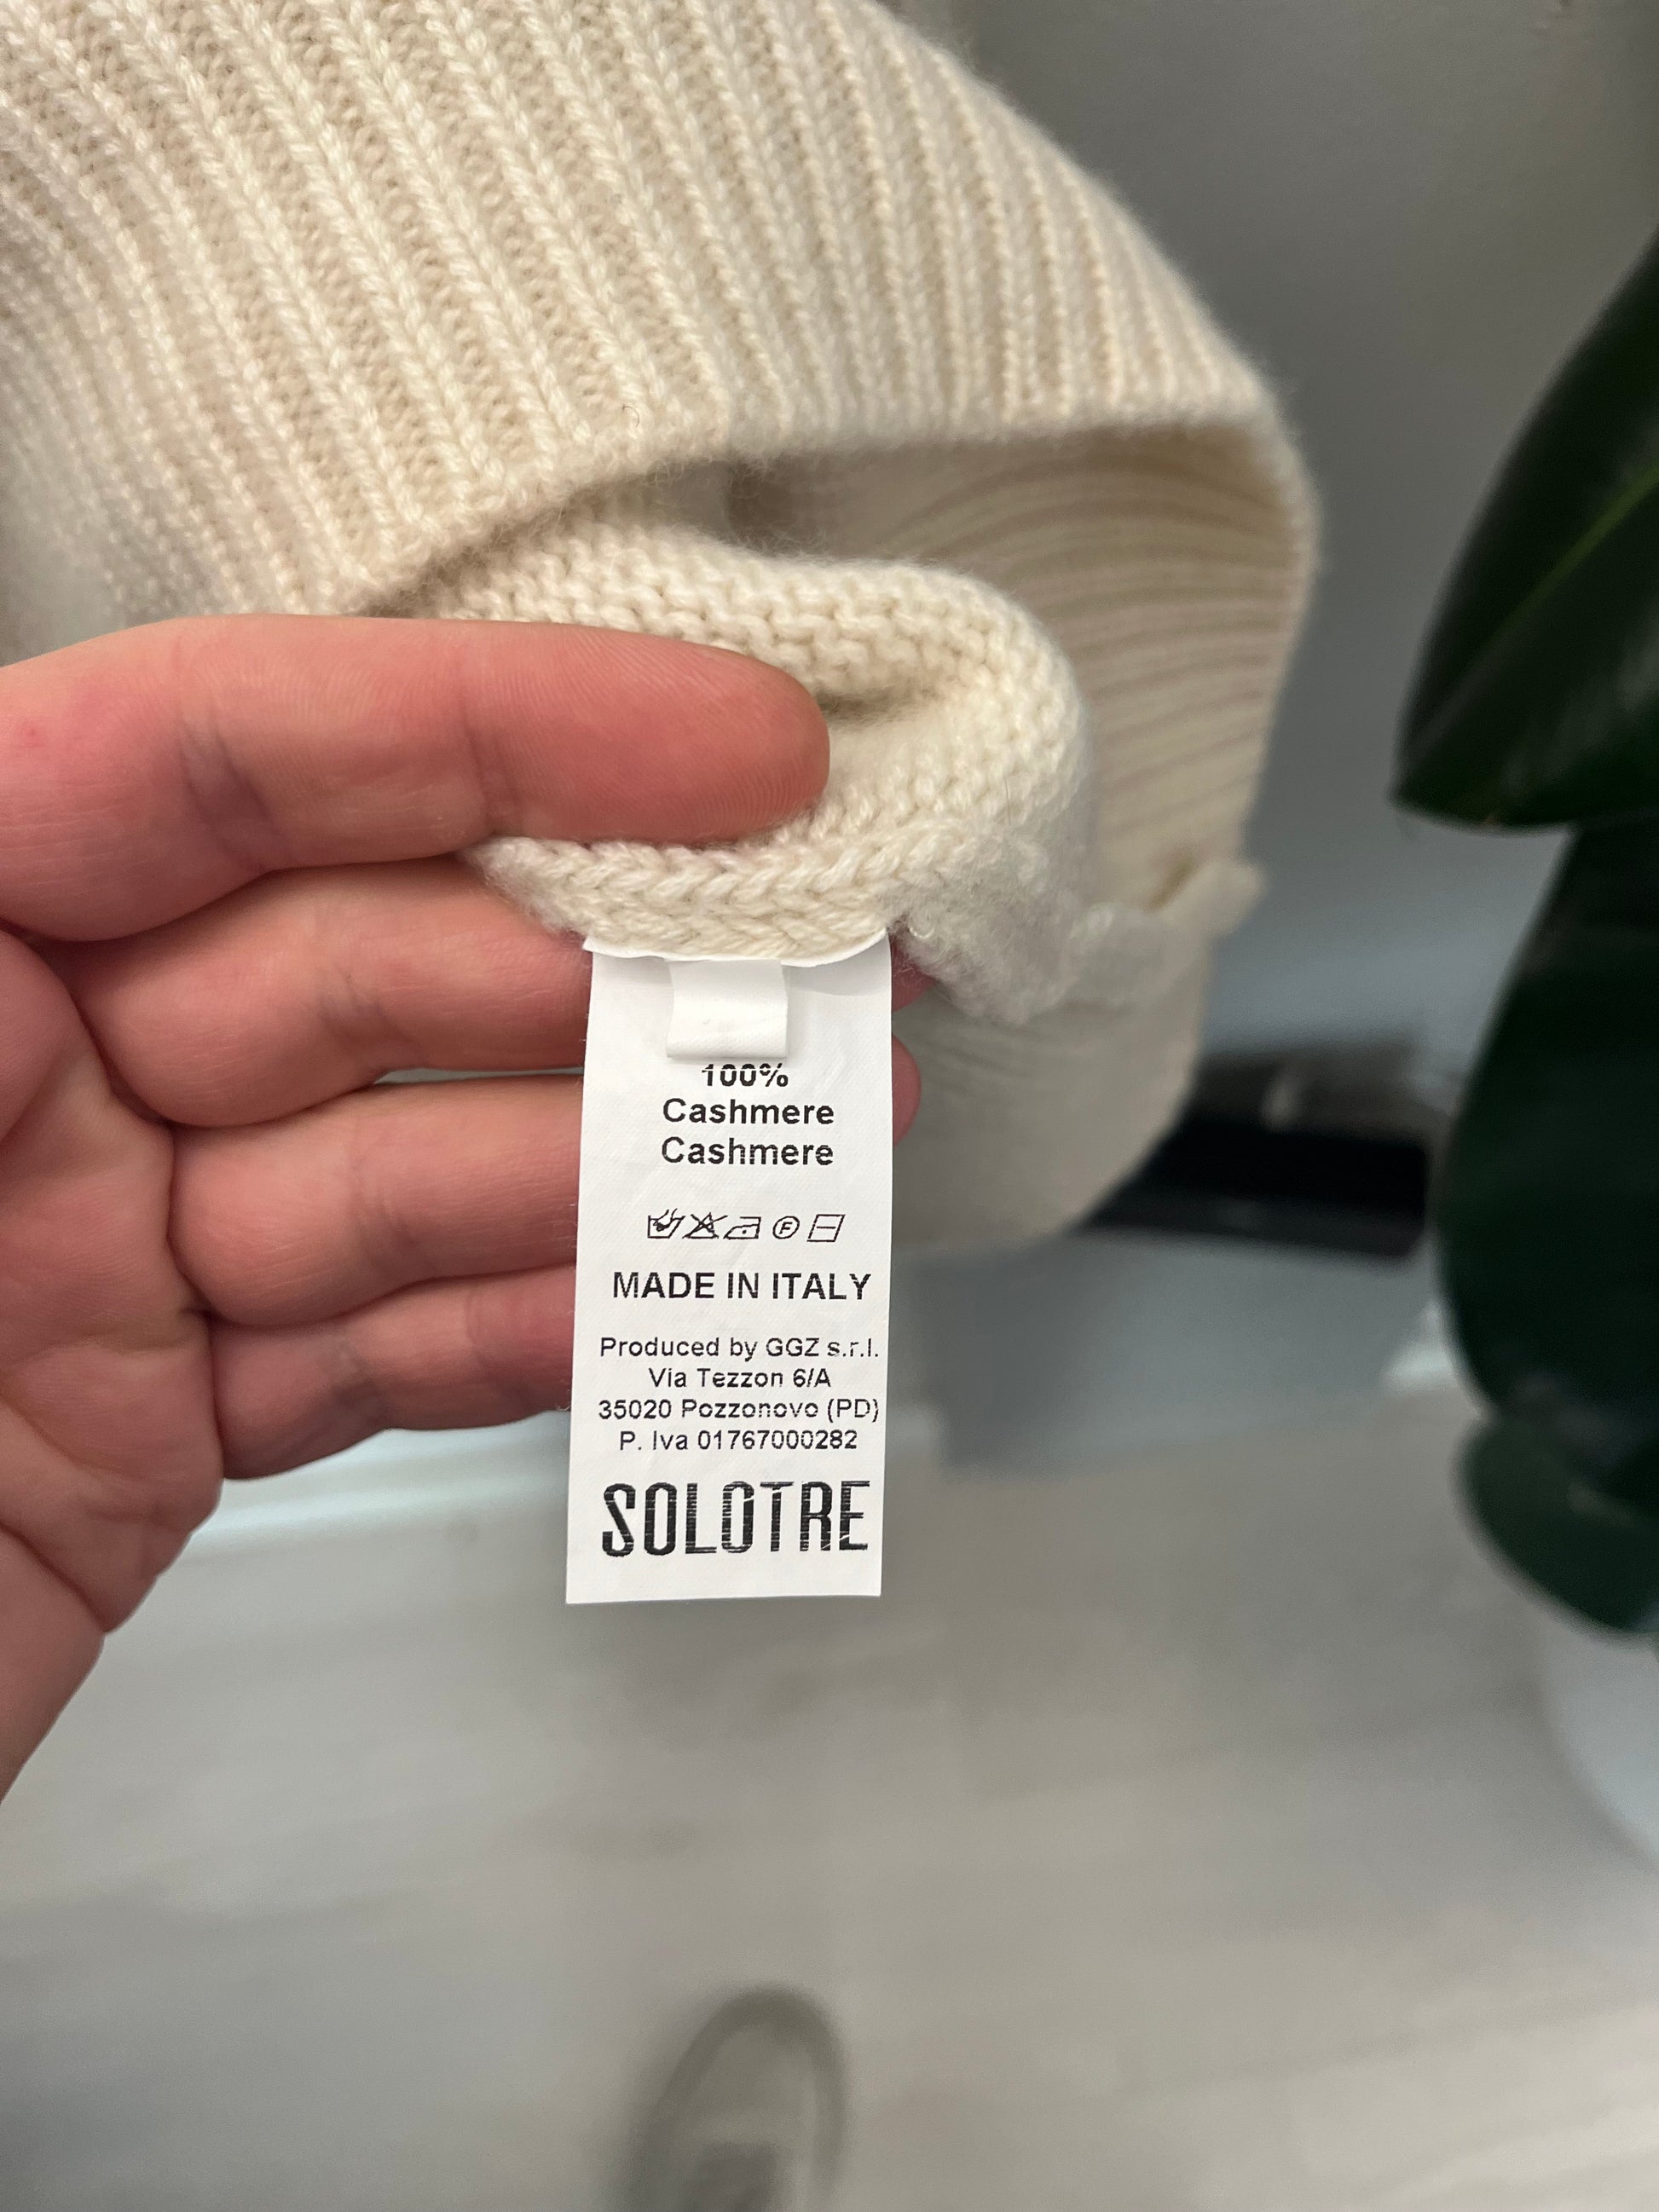 100%
Cashmere
Cashmere
F
MADE IN ITALY
Produced by GGZ s.r.l.
Via Tezzon 6/A
35020 Pozzonovo (PD)
P. Iva 01767000282
SOLOTRE